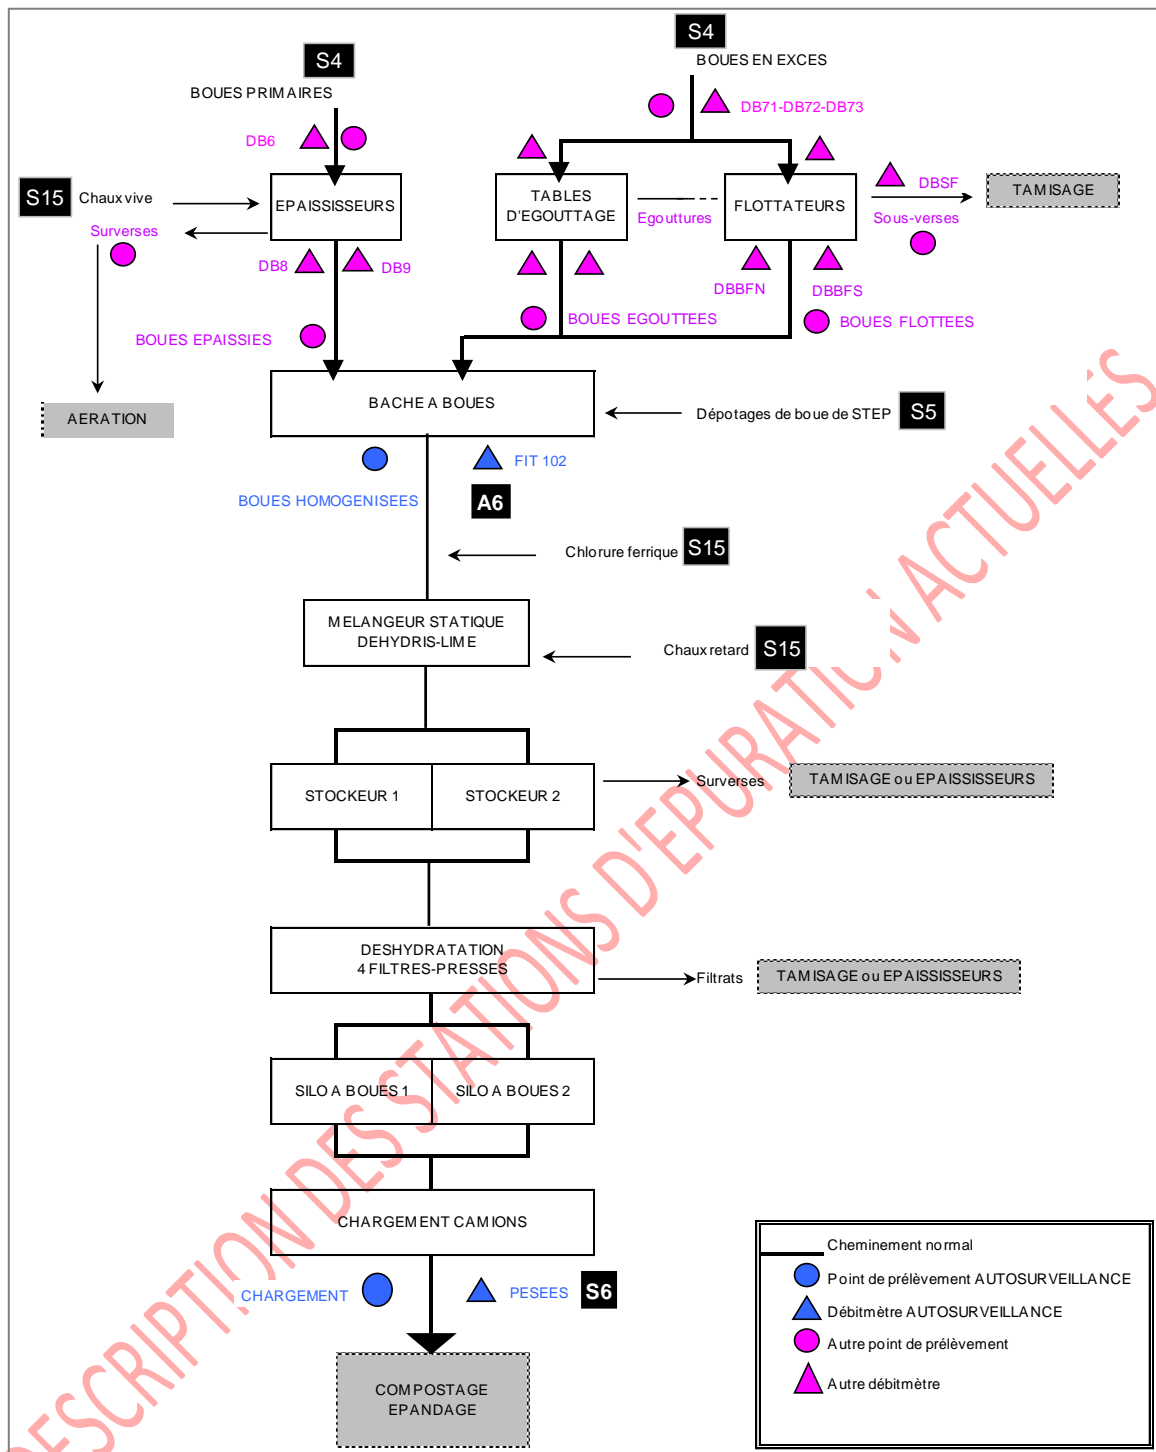 S4
S4
BOUES EN EXCES
BOUES PRIMAIRES
DB71-DB72-DB73
DB6
S15
Chaux vive
EPAISSISSEURS
TABLES
D'EGOUTTAGE
Egouttures
FLOTTATEURS
DBSF
Sous-verses
TAMISAGE
Surverses
DB8
DB9
DBBFN
DBBFS
BOUES EGOUTTEES
BOUES FLOTTEES
BOUES EPAISSIES
AERATION
BACHE A BOUES
Dépotages de boue de STEP
S5
FIT 102
BOUES HOMOGENISEES
A6
Chlorure ferrique
S15
MELANGEUR STATIQUE
DEHYDRIS-LIME
Chaux retard
S15
STOCKEUR 1
STOCKEUR 2
Surverses
TAMISAGE ou EPAISSISSEURS
DESHYDRATATION
4 FILTRES-PRESSES
Filtrats
TAMISAGE ou EPAISSISSEURS
SILO A BOUES 1
SILO A BOUES 2
CHARGEMENT CAMIONS
CHARGEMENT
PESEES
S6
COMPOSTAGE
EPANDAGE
Cheminement normal
Point de prélèvement AUTOSURVEILLANCE
Débitmètre AUTOSURVEILLANCE
Autre point de prélèvement
Autre débitmètre
DESCRIPTION DES STATIONS D'EPURATION ACTUELLES